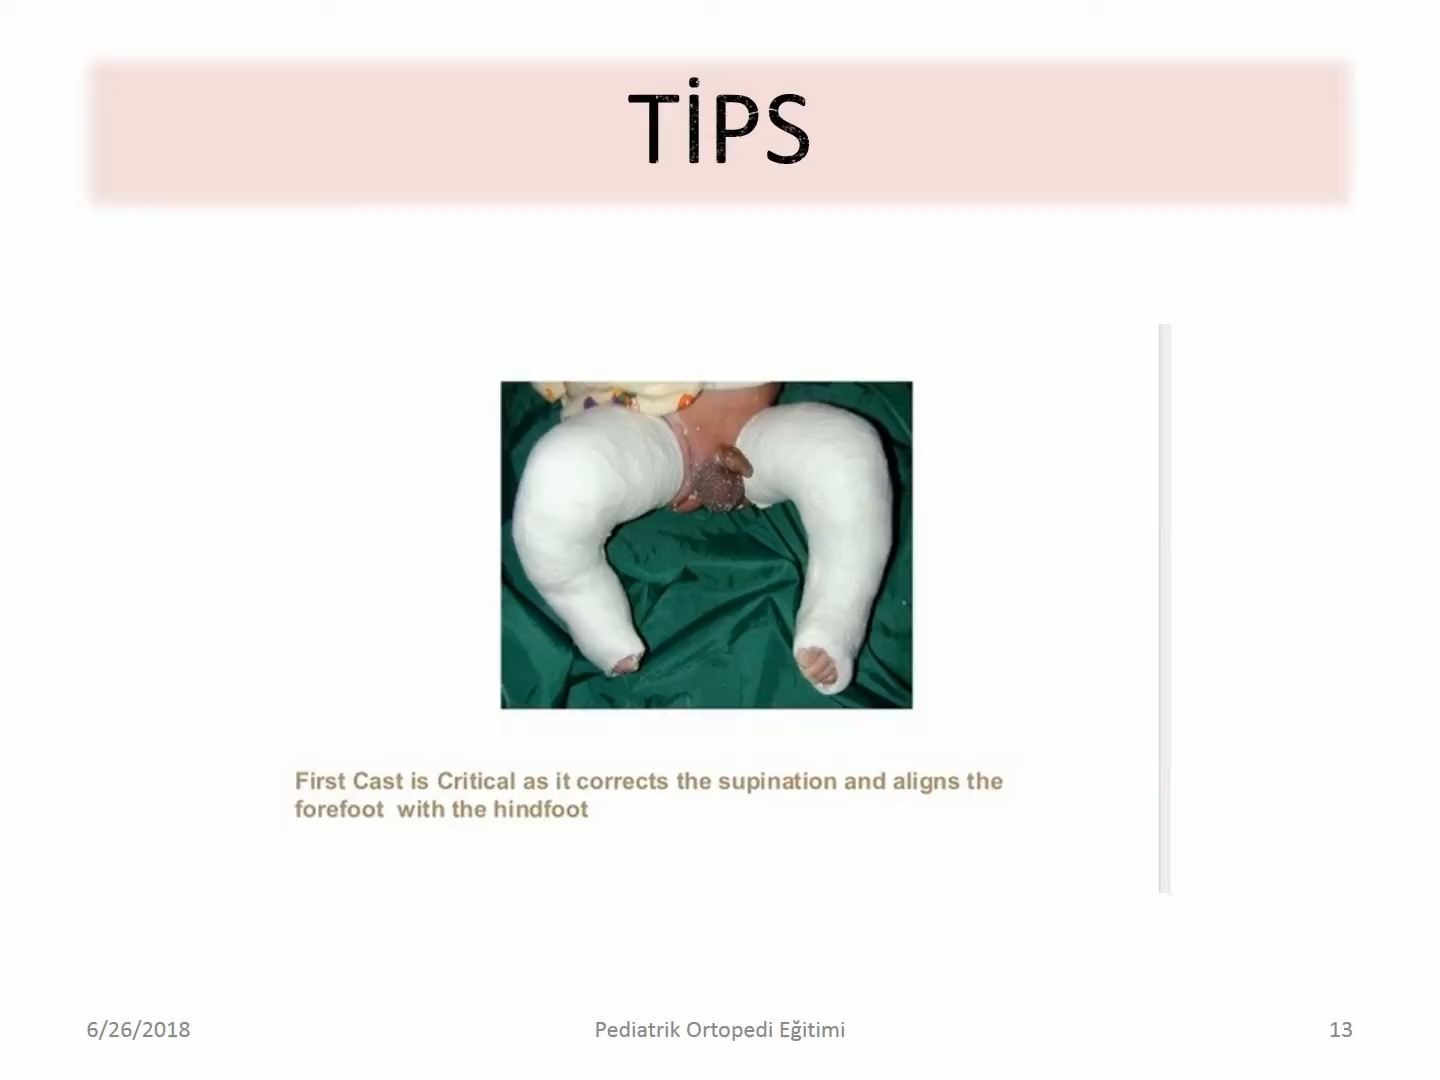 TİPS
First Cast is Critical as it corrects the supination and aligns the
forefoot with the hindfoot
6/26/2018
Pediatrik Ortopedi Eğitimi
13